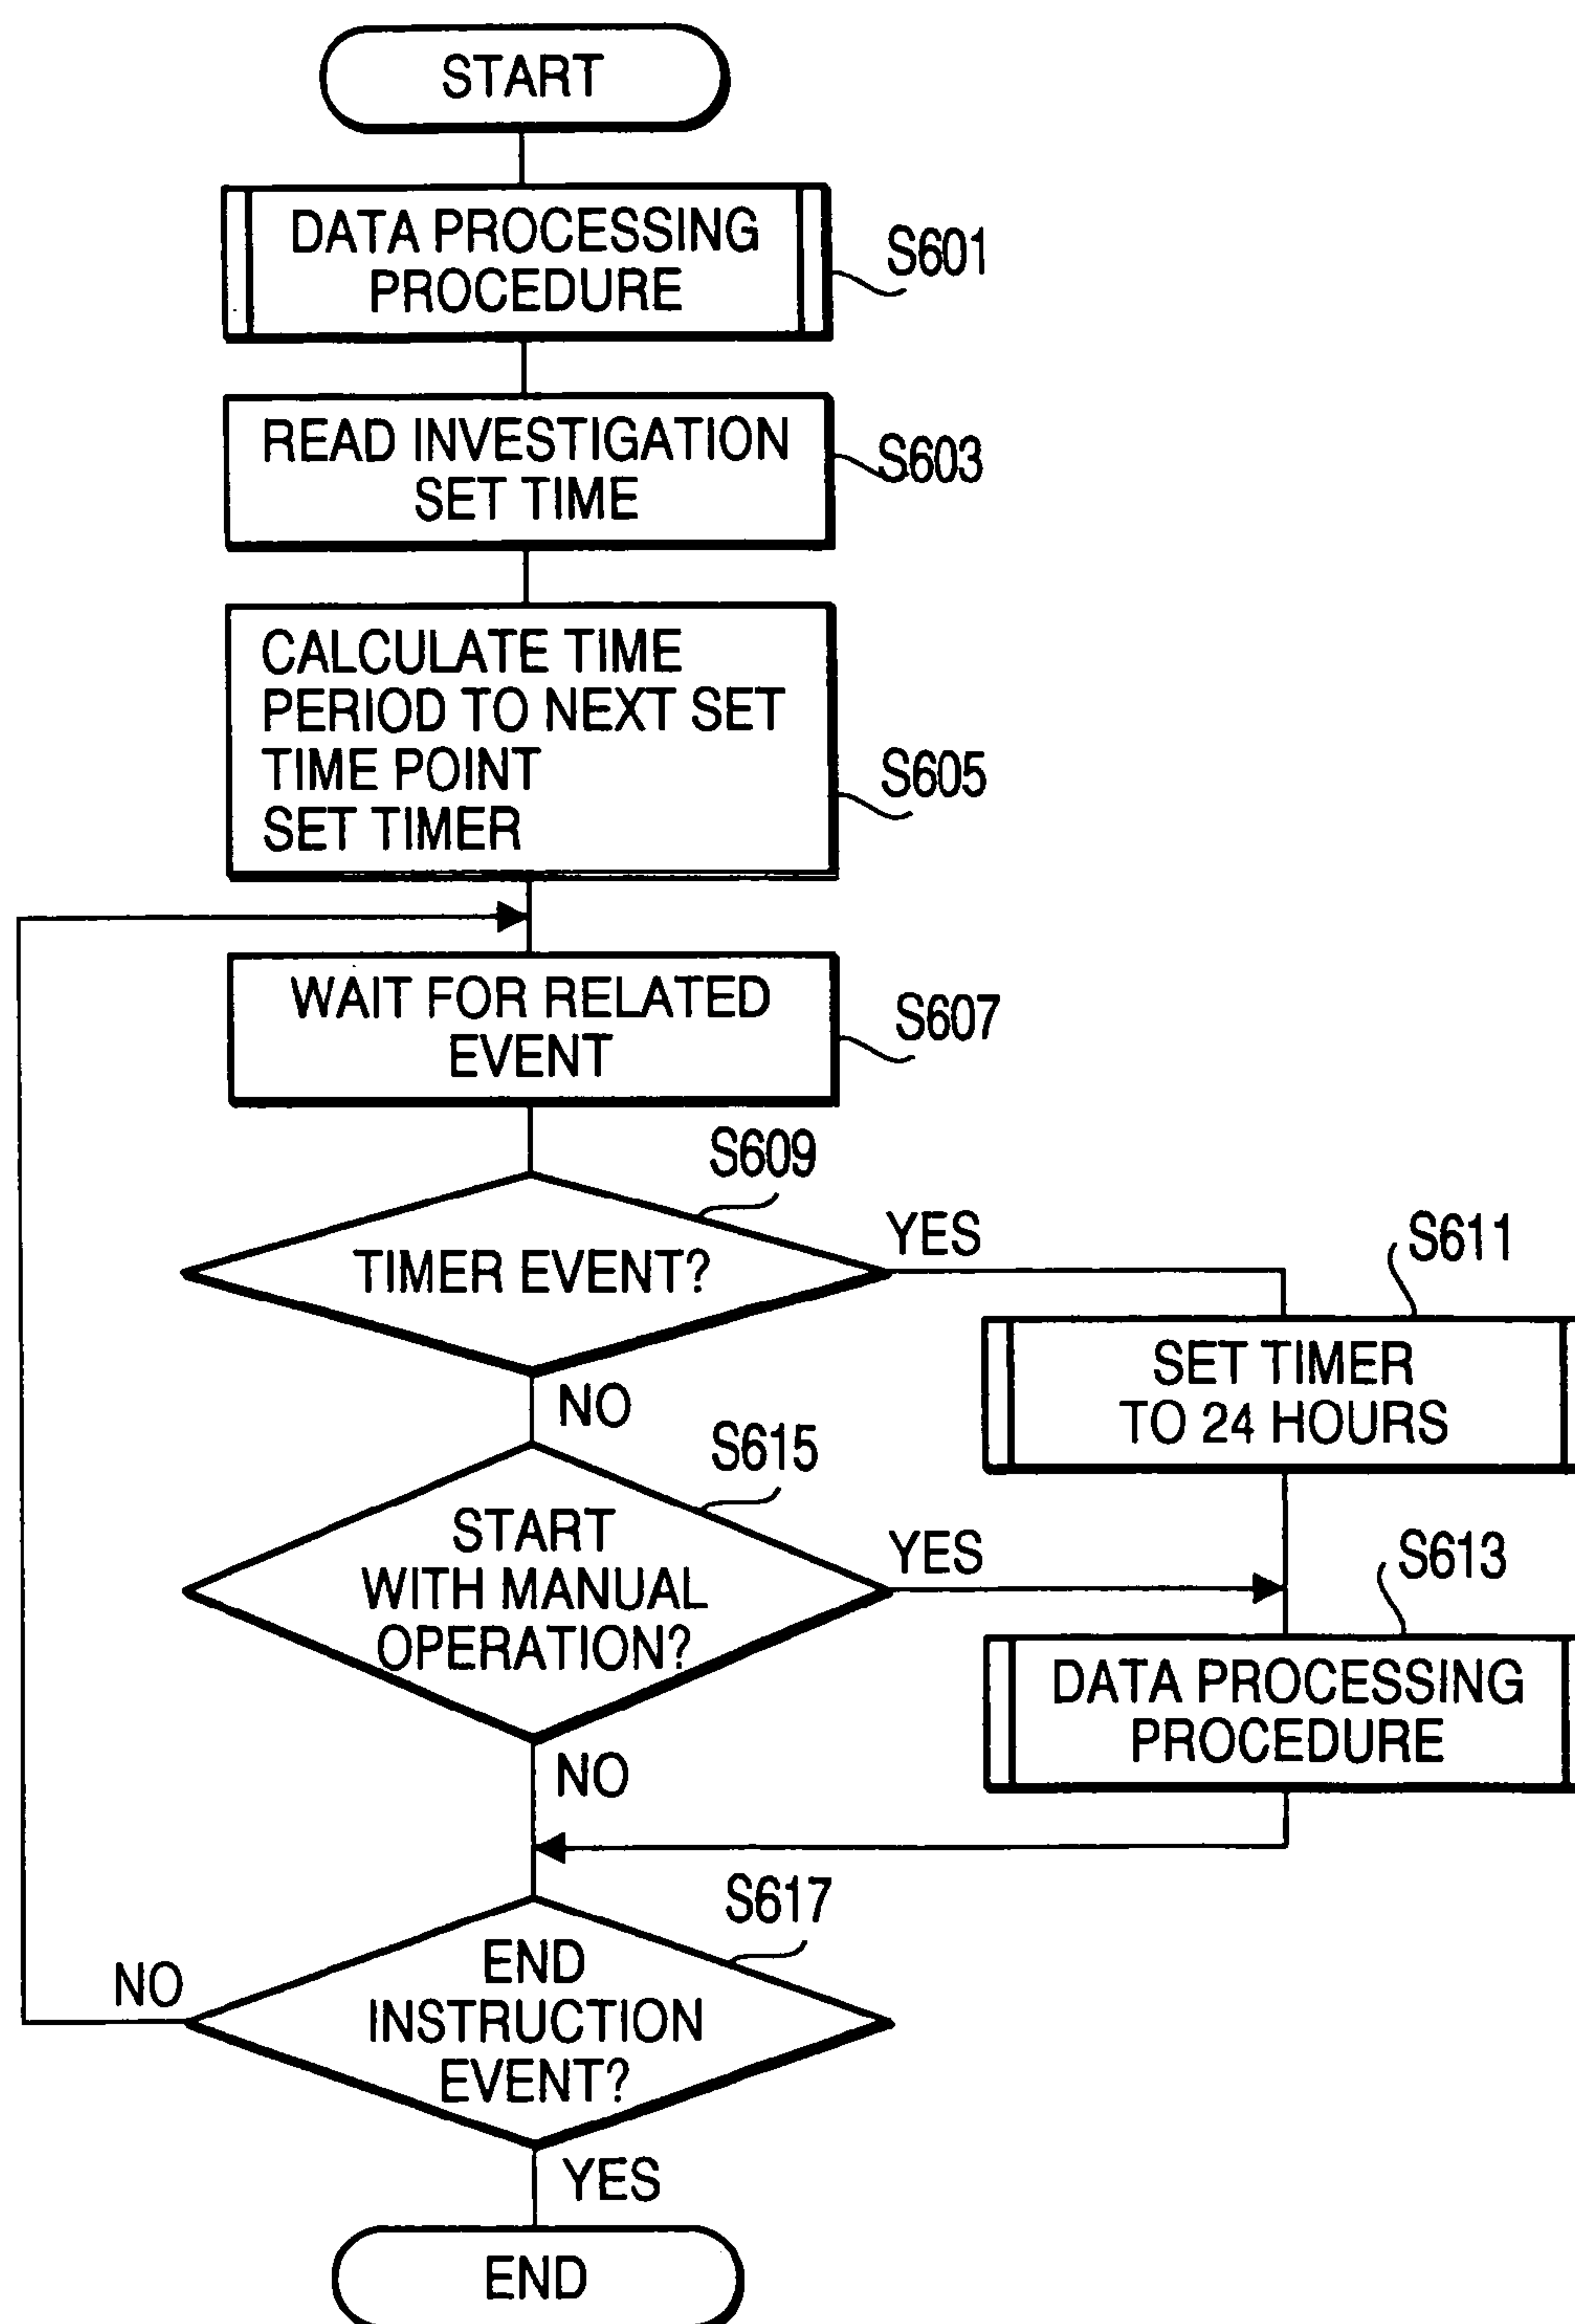 START
DATA PROCESSING
PROCEDURE
S601
READ INVESTIGATION
SET TIME
S603
CALCULATE TIME
PERIOD TO NEXT SET
TIME POINT
SET TIMER
S605
WAIT FOR RELATED
EVENT
S607
S609
TIMER EVENT?
YES
NO
S611
SET TIMER
TO 24 HOURS
S615
START
WITH MANUAL
OPERATION?
YES
NO
S613
DATA PROCESSING
PROCEDURE
S617
END
INSTRUCTION
EVENT?
NO
YES
END